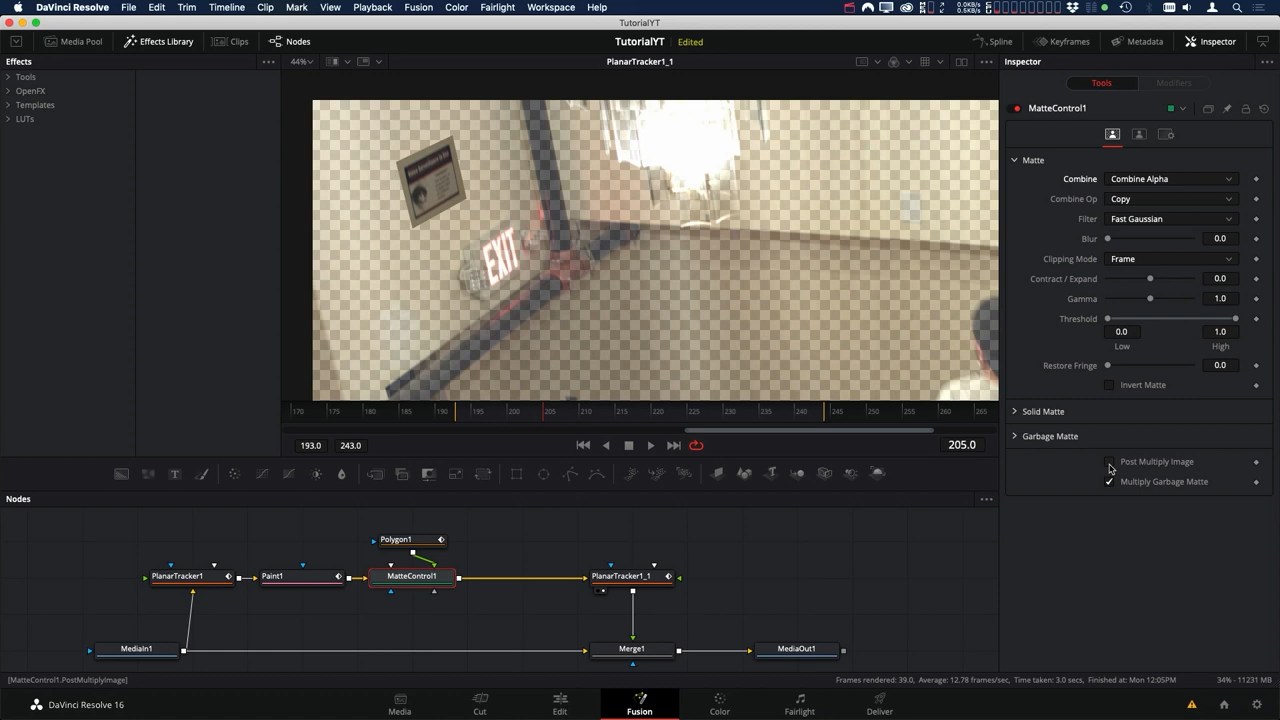 DaVinci Resolve File Edit Trim Timeline Clip Mark View Playback Fusion Color Fairlight Workspace Help
0.0KB/s
0.5KB/s
TutorialYT
Media Pool Effects Library Clips Nodes TutorialYT Edited Spline Keyframes Metadata Inspector
Effects 44% PlanarTracker1_1 Inspector
Tools
OpenFX
Templates
LUTs
Tools Modifiers
MatteControl1
Matte
Combine Combine Alpha
Combine Op Copy
Filter Fast Gaussian
Blur 0.0
Clipping Mode Frame
Contract / Expand 0.0
Gamma 1.0
Threshold
0.0 1.0
Low High
Restore Fringe 0.0
Invert Matte
Solid Matte
Garbage Matte
Post Multiply Image
Multiply Garbage Matte
EXIT
170 175 180 185 190 195 200 205 210 215 220 225 230 235 240 245 250 255 260 265
193.0 243.0 205.0
Nodes
Polygon1
PlanarTracker1 Paint1 MatteControl1 PlanarTracker1_1
MediaIn1 Merge1 MediaOut1
[MatteControl1.PostMultiplyImage] Frames rendered: 39.0, Average: 12.78 frames/sec, Time taken: 3.0 secs, Finished at: Mon 12:05PM 34% - 11231 MB
DaVinci Resolve 16 Media Cut Edit Fusion Color Fairlight Deliver